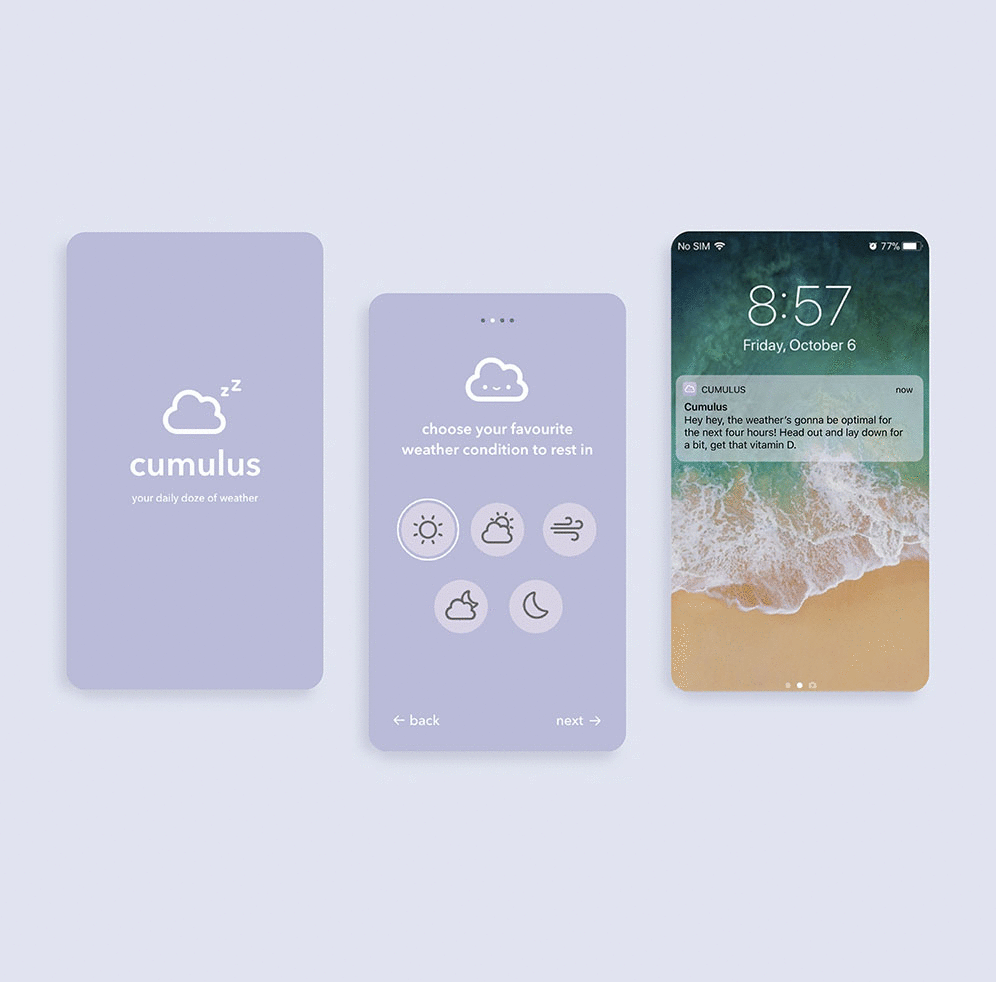 z z
cumulus
your daily doze of weather
choose your favourite
weather condition to rest in
← back
next →
No SIM
77%
8:57
Friday, October 6
CUMULUS
now
Cumulus
Hey hey, the weather’s gonna be optimal for
the next four hours! Head out and lay down for
a bit, get that vitamin D.